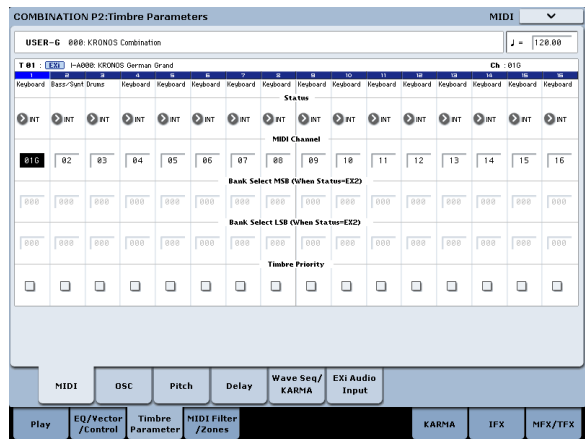 COMBINATION P2:Timbre Parameters MIDI
USER-G 000: KRONOS Combination ♩ = 120.00
T 01 : EXi I-A000: KRONOS German Grand Ch : 01G
1 2 3 4 5 6 7 8 9 10 11 12 13 14 15 16
Keyboard Bass/Synt Drums Keyboard Keyboard Keyboard Keyboard Keyboard Keyboard Keyboard Keyboard Keyboard Keyboard Keyboard Keyboard Keyboard
Status
INT INT INT INT INT INT INT INT INT INT INT INT INT INT INT INT
MIDI Channel
01G 02 03 04 05 06 07 08 09 10 11 12 13 14 15 16
Bank Select MSB (When Status=EX2)
000 000 000 000 000 000 000 000 000 000 000 000 000 000 000 000
Bank Select LSB (When Status=EX2)
000 000 000 000 000 000 000 000 000 000 000 000 000 000 000 000
Timbre Priority
MIDI OSC Pitch Delay Wave Seq/ EXi Audio
KARMA Input
Play EQ/Vector Timbre MIDI Filter KARMA IFX MFX/TFX
/Control Parameter /Zones